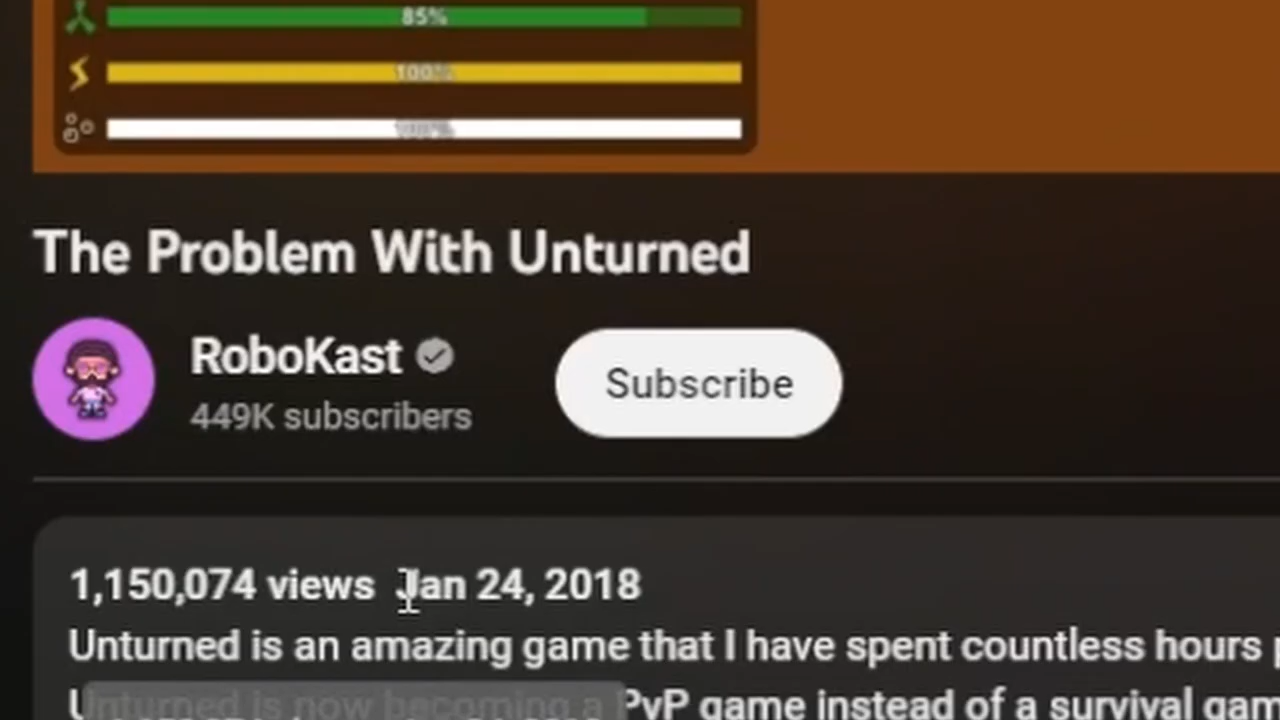 85%
100%
100%
The Problem With Unturned
RoboKast
449K subscribers
Subscribe
1,150,074 views Jan 24, 2018
Unturned is an amazing game that I have spent countless hours
Unturned is now becoming a PvP game instead of a survival gam